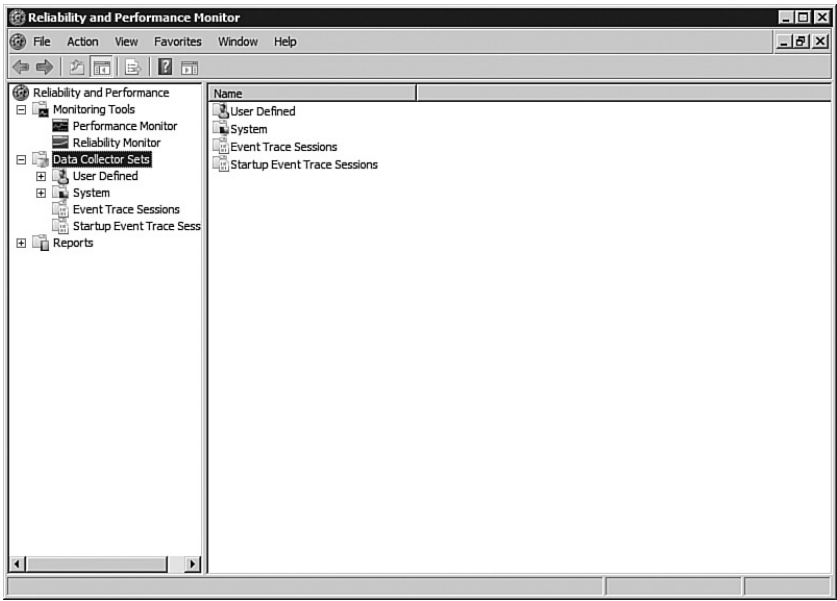 Reliability and Performance Monitor
File Action View Favorites Window Help
Reliability and Performance
Monitoring Tools
Performance Monitor
Reliability Monitor
Data Collector Sets
User Defined
System
Event Trace Sessions
Startup Event Trace Sess
Reports
Name
User Defined
System
Event Trace Sessions
Startup Event Trace Sessions